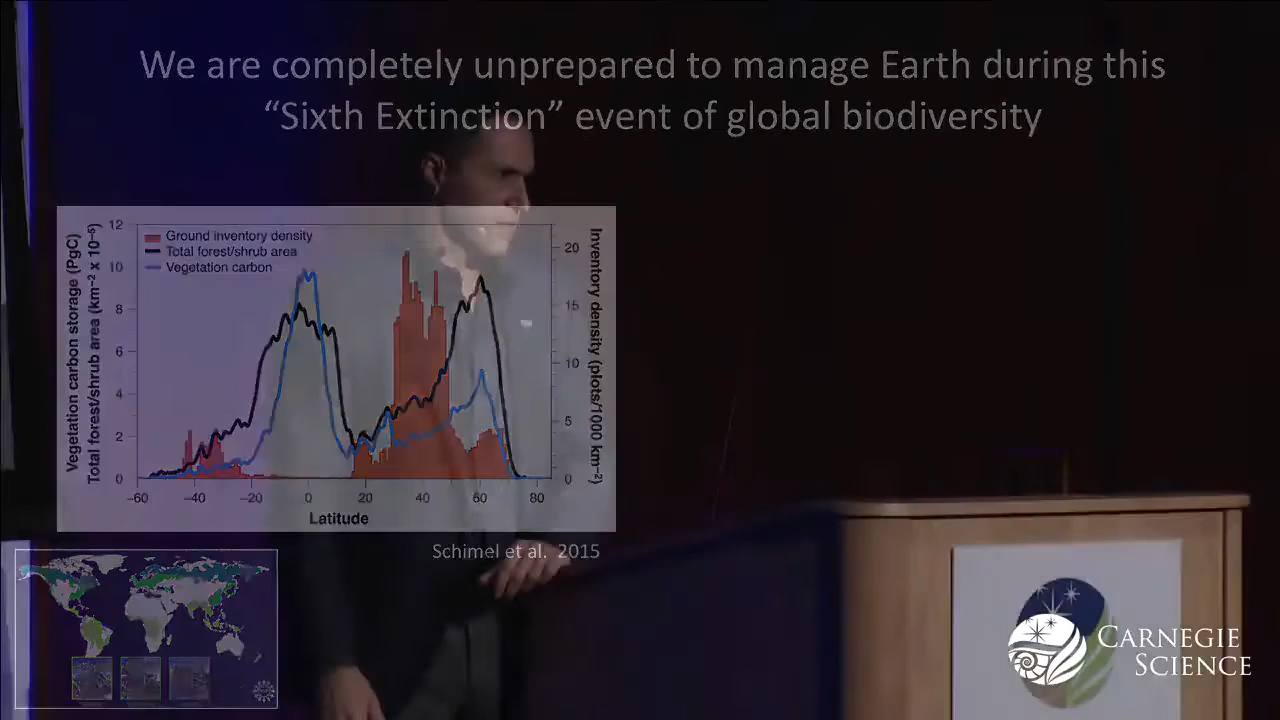 We are completely unprepared to manage Earth during this
“Sixth Extinction” event of global biodiversity
Vegetation carbon storage (PgC)
Total forest/shrub area (km⁻² x 10⁻⁵)
12
10
8
6
4
2
0
Ground inventory density
Total forest/shrub area
Vegetation carbon
20
15
10
5
0
Inventory density (plots/1000 km⁻²)
−60
−40
−20
0
20
40
60
80
Latitude
Schimel et al. 2015
CARNEGIE
SCIENCE